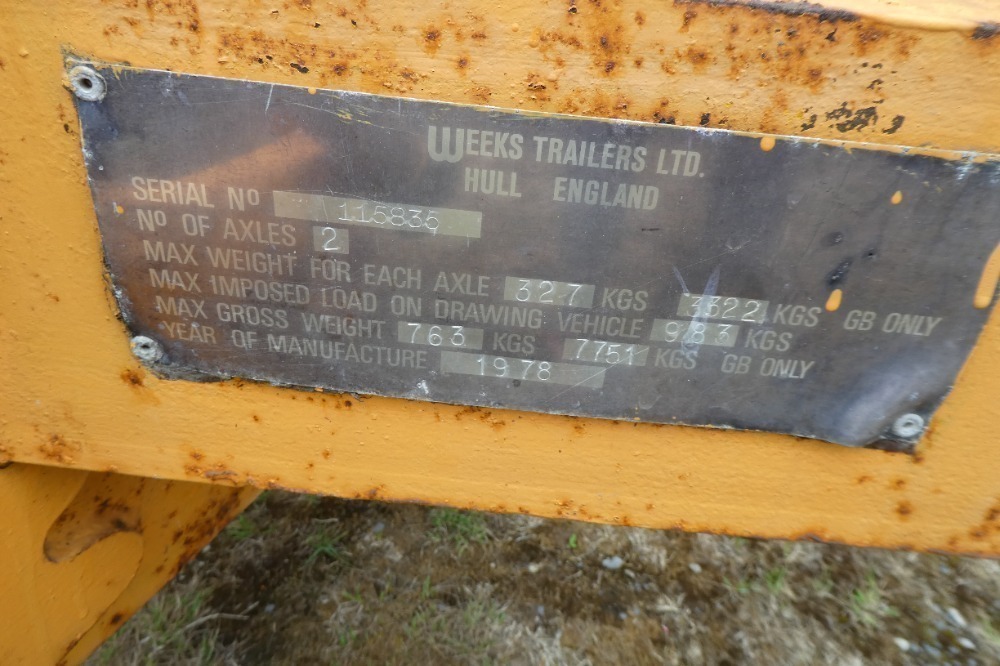 WEEKS TRAILERS LTD.
HULL ENGLAND
SERIAL No 115835
No OF AXLES 2
MAX WEIGHT FOR EACH AXLE 327 KGS 3322 KGS GB ONLY
MAX IMPOSED LOAD ON DRAWING VEHICLE 983 KGS
MAX GROSS WEIGHT 763 KGS 7751 KGS GB ONLY
YEAR OF MANUFACTURE 1978